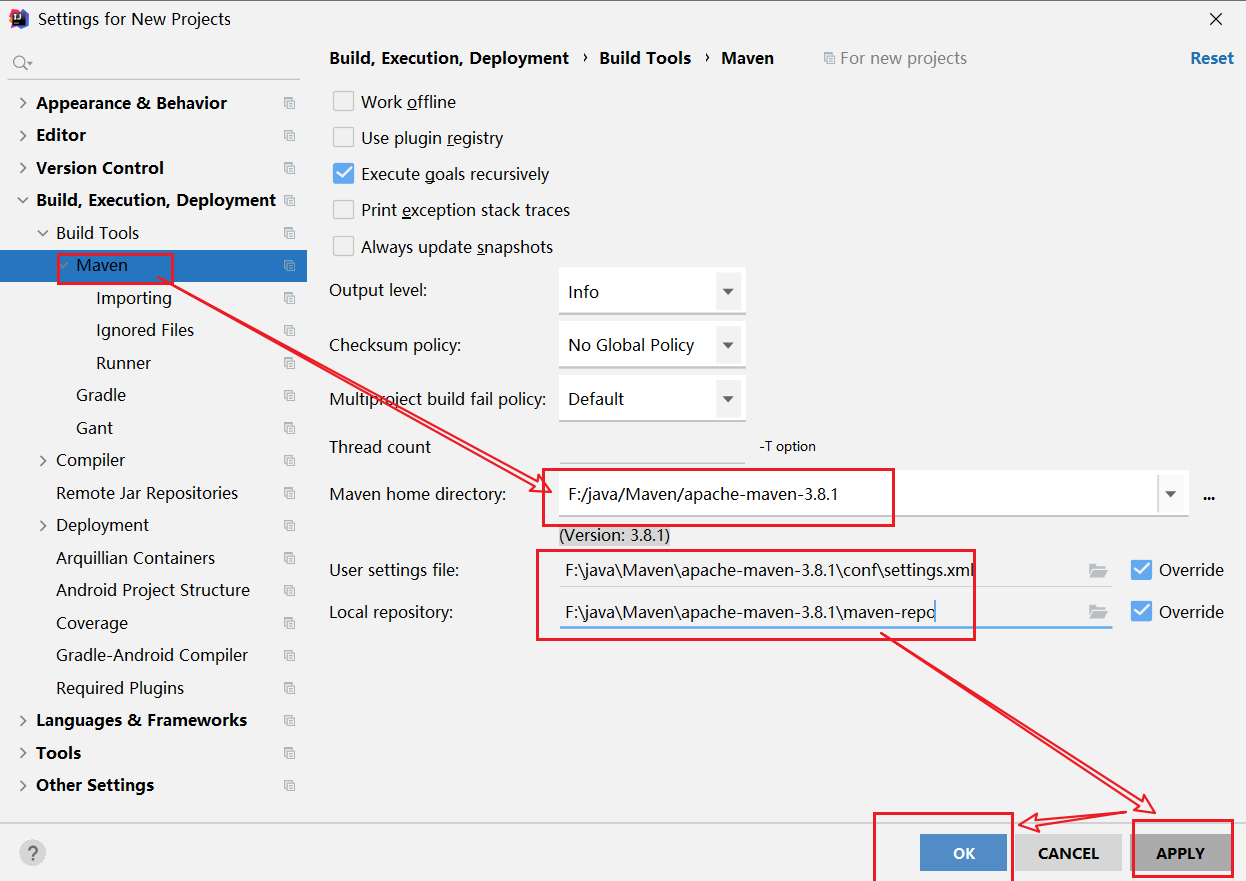 Settings for New Projects
Build, Execution, Deployment › Build Tools › Maven For new projects Reset
Appearance & Behavior
Editor
Version Control
Build, Execution, Deployment
Build Tools
Maven
Importing
Ignored Files
Runner
Gradle
Gant
Compiler
Remote Jar Repositories
Deployment
Arquillian Containers
Android Project Structure
Coverage
Gradle-Android Compiler
Required Plugins
Languages & Frameworks
Tools
Other Settings
Work offline
Use plugin registry
Execute goals recursively
Print exception stack traces
Always update snapshots
Output level: Info
Checksum policy: No Global Policy
Multiproject build fail policy: Default
Thread count -T option
Maven home directory: F:/java/Maven/apache-maven-3.8.1 ...
(Version: 3.8.1)
User settings file: F:\java\Maven\apache-maven-3.8.1\conf\settings.xml Override
Local repository: F:\java\Maven\apache-maven-3.8.1\maven-repo Override
? OK CANCEL APPLY